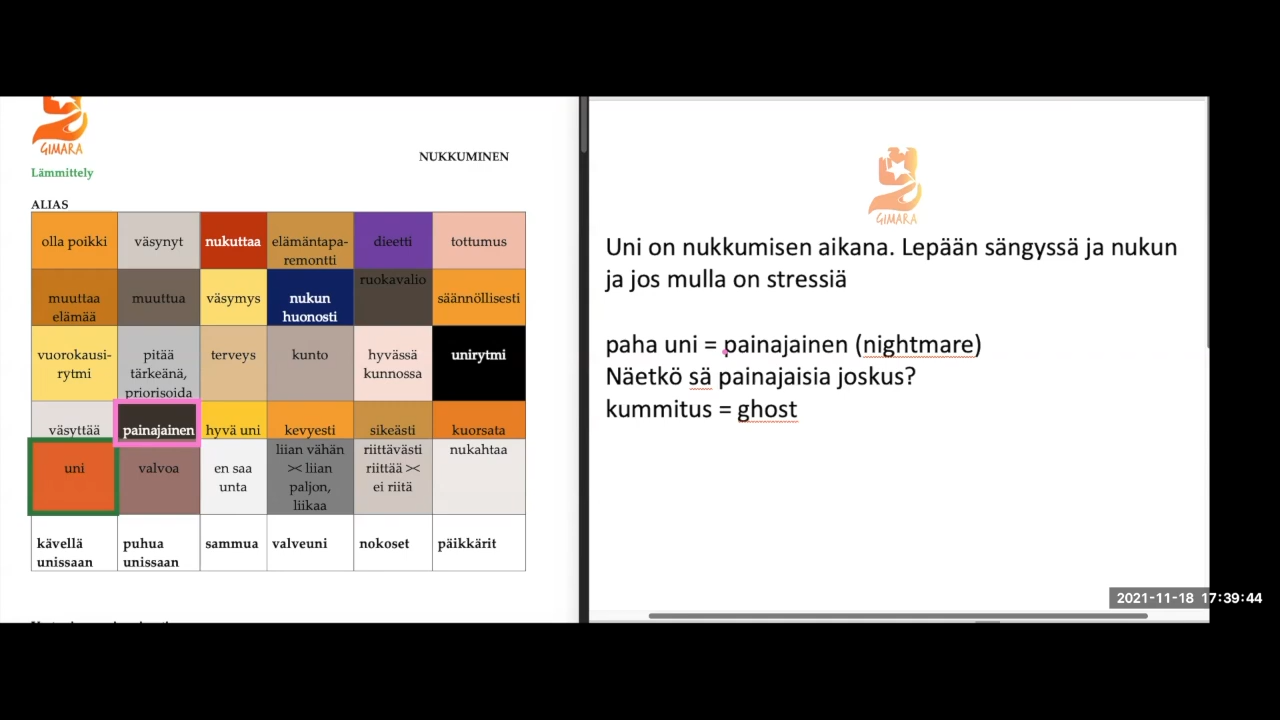 GIMARA
NUKKUMINEN
Lämmittely
ALIAS
olla poikki
väsynyt
nukuttaa
elämäntapa-
remontti
dieetti
tottumus
muuttaa
elämää
muuttua
väsymys
nukun
huonosti
ruokavalio
säännöllisesti
vuorokausi-
rytmi
pitää
tärkeänä,
priorisoida
terveys
kunto
hyvässä
kunnossa
unirytmi
väsyttää
painajainen
hyvä uni
kevyesti
sikeästi
kuorsata
uni
valvoa
en saa
unta
liian vähän
>< liian
paljon,
liikaa
riittävästi
riittää ><
ei riitä
nukahtaa
kävellä
unissaan
puhua
unissaan
sammua
valveuni
nokoset
päikkärit
GIMARA
Uni on nukkumisen aikana. Lepään sängyssä ja nukun
ja jos mulla on stressiä
paha uni = painajainen (nightmare)
Näetkö sä painajaisia joskus?
kummitus = ghost
2021-11-18 17:39:44